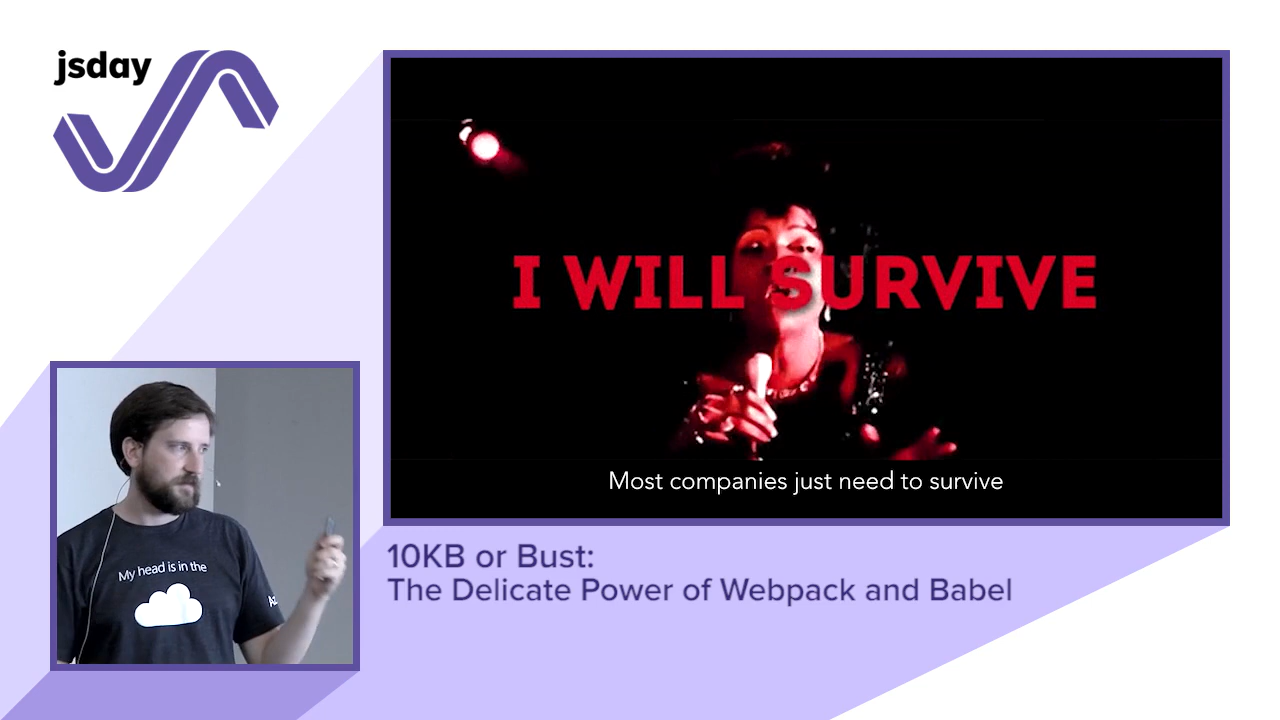 jsday
I WILL SURVIVE
Most companies just need to survive
10KB or Bust:
The Delicate Power of Webpack and Babel
My head is in the